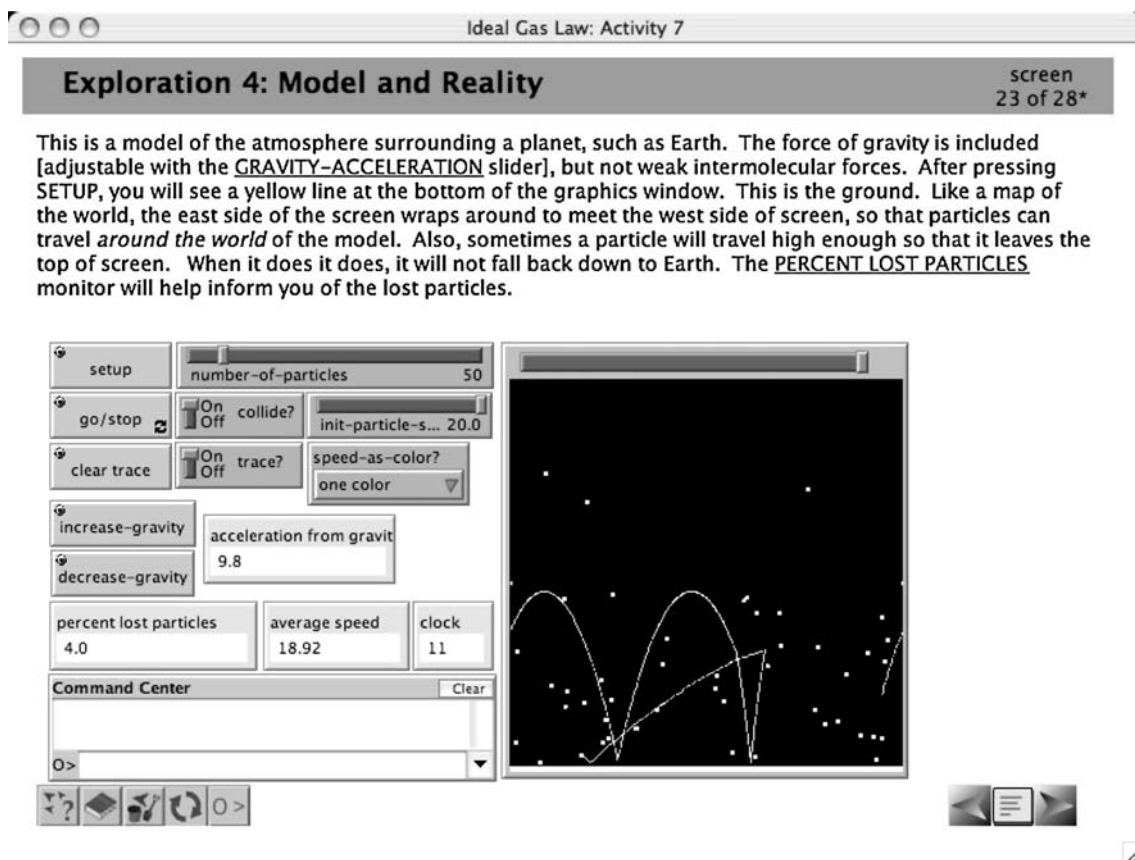 Ideal Gas Law: Activity 7
Exploration 4: Model and Reality
screen
23 of 28*
This is a model of the atmosphere surrounding a planet, such as Earth.  The force of gravity is included
[adjustable with the GRAVITY-ACCELERATION slider], but not weak intermolecular forces.  After pressing
SETUP, you will see a yellow line at the bottom of the graphics window.  This is the ground.  Like a map of
the world, the east side of the screen wraps around to meet the west side of screen, so that particles can
travel around the world of the model.  Also, sometimes a particle will travel high enough so that it leaves the
top of screen.   When it does it does, it will not fall back down to Earth.  The PERCENT LOST PARTICLES
monitor will help inform you of the lost particles.
setup
number-of-particles 50
go/stop
On
Off
collide?
init-particle-s... 20.0
clear trace
On
Off
trace?
speed-as-color?
one color
increase-gravity
decrease-gravity
acceleration from gravit
9.8
percent lost particles
4.0
average speed
18.92
clock
11
Command Center
Clear
O>
?
O >